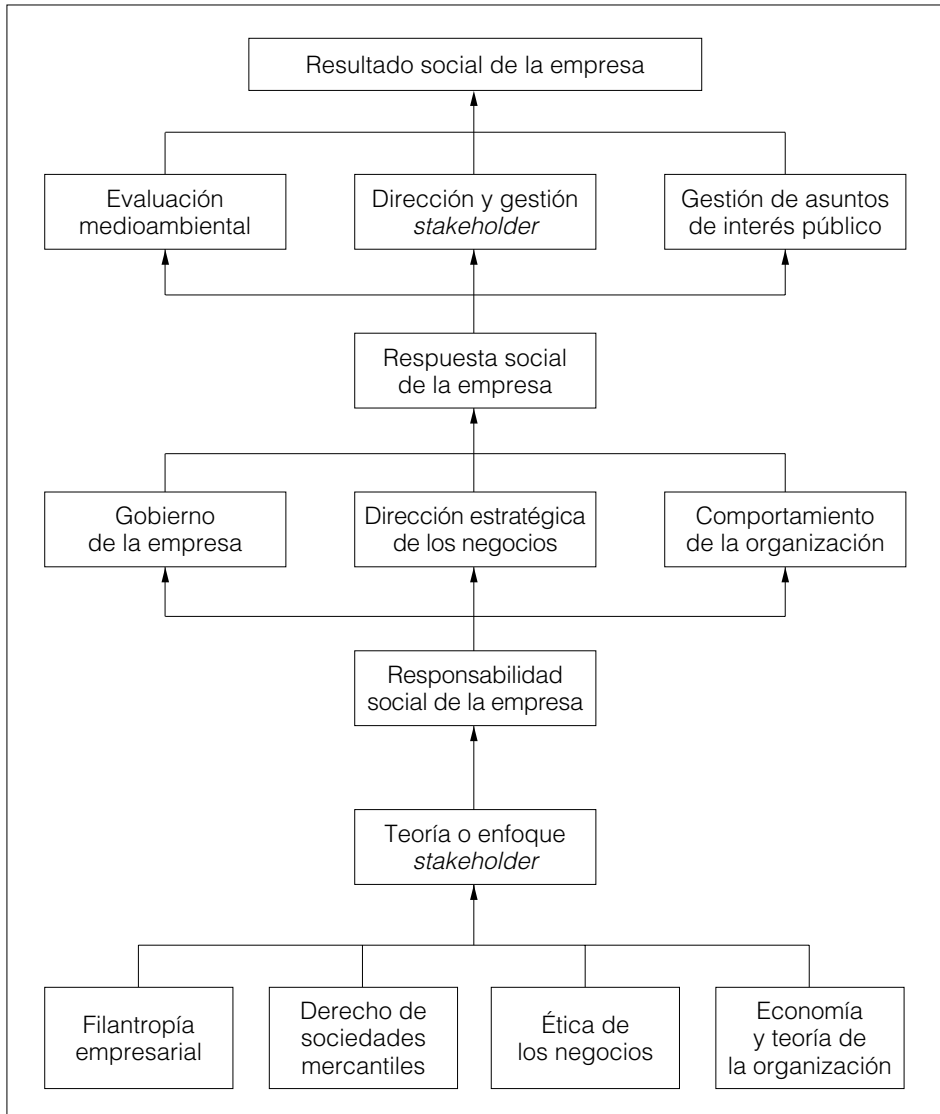 Resultado social de la empresa
Evaluación
medioambiental
Dirección y gestión
stakeholder
Gestión de asuntos
de interés público
Respuesta social
de la empresa
Gobierno
de la empresa
Dirección estratégica
de los negocios
Comportamiento
de la organización
Responsabilidad
social de la empresa
Teoría o enfoque
stakeholder
Filantropía
empresarial
Derecho de
sociedades
mercantiles
Ética de
los negocios
Economía
y teoría de
la organización